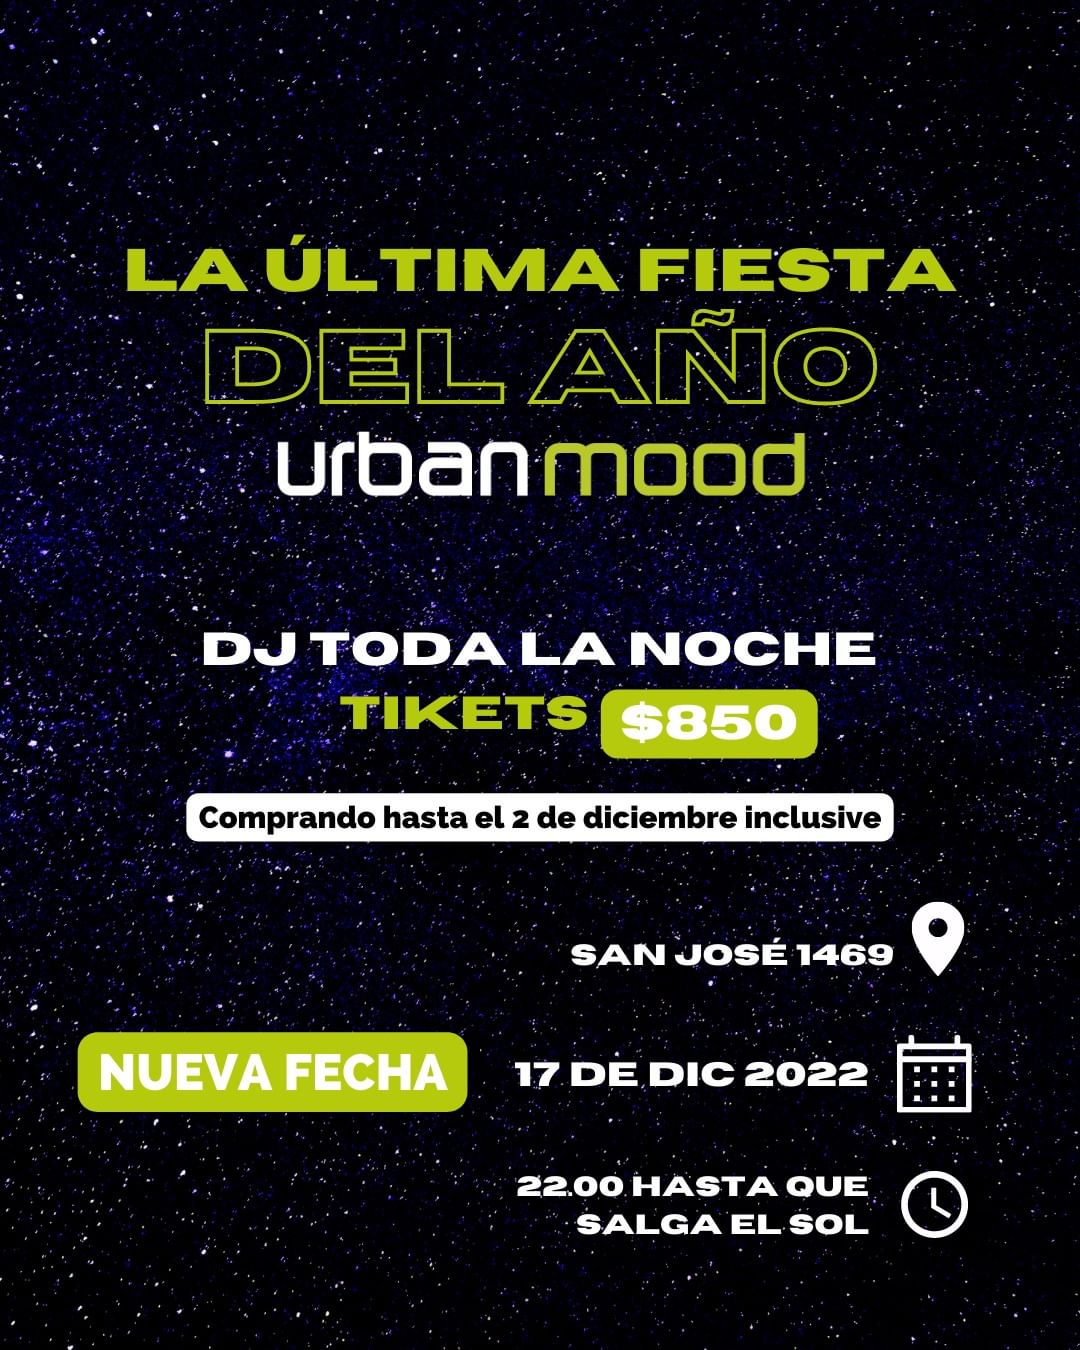 LA ÚLTIMA FIESTA
DEL AÑO
urbanmood
DJ TODA LA NOCHE
TIKETS $850
Comprando hasta el 2 de diciembre inclusive
SAN JOSÉ 1469
NUEVA FECHA 17 DE DIC 2022
22.00 HASTA QUE
SALGA EL SOL